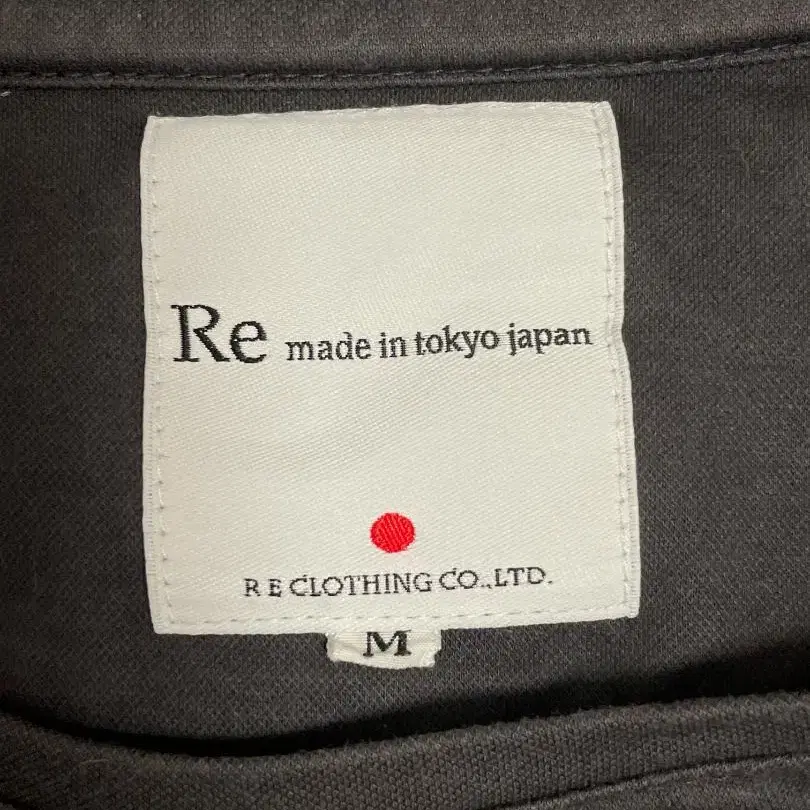 Re made in tokyo japan
R E CLOTHING CO.,LTD.
M